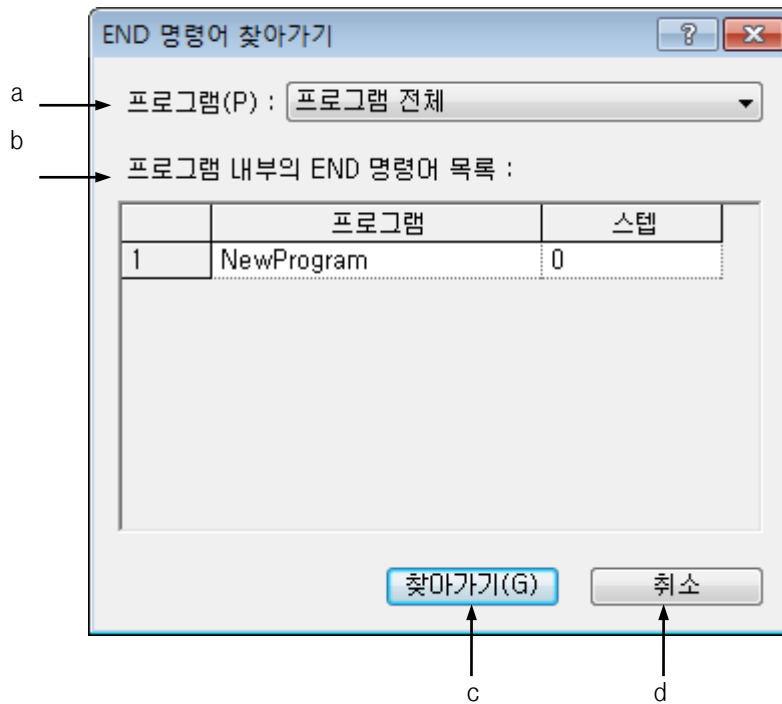 END 명령어 찾아가기
a
프로그램(P) : 프로그램 전체
b
프로그램 내부의 END 명령어 목록 :
프로그램 스텝
1 NewProgram 0
찾아가기(G) 취소
c d